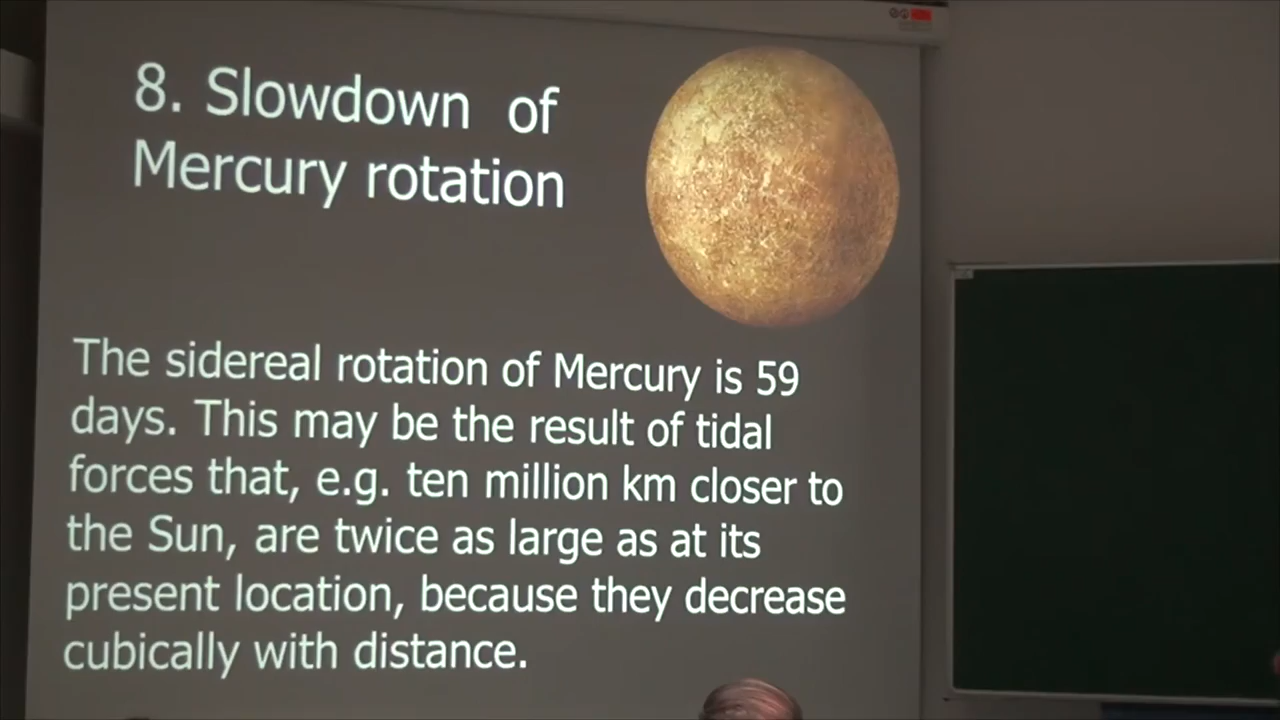 8. Slowdown of
Mercury rotation
The sidereal rotation of Mercury is 59
days. This may be the result of tidal
forces that, e.g. ten million km closer to
the Sun, are twice as large as at its
present location, because they decrease
cubically with distance.